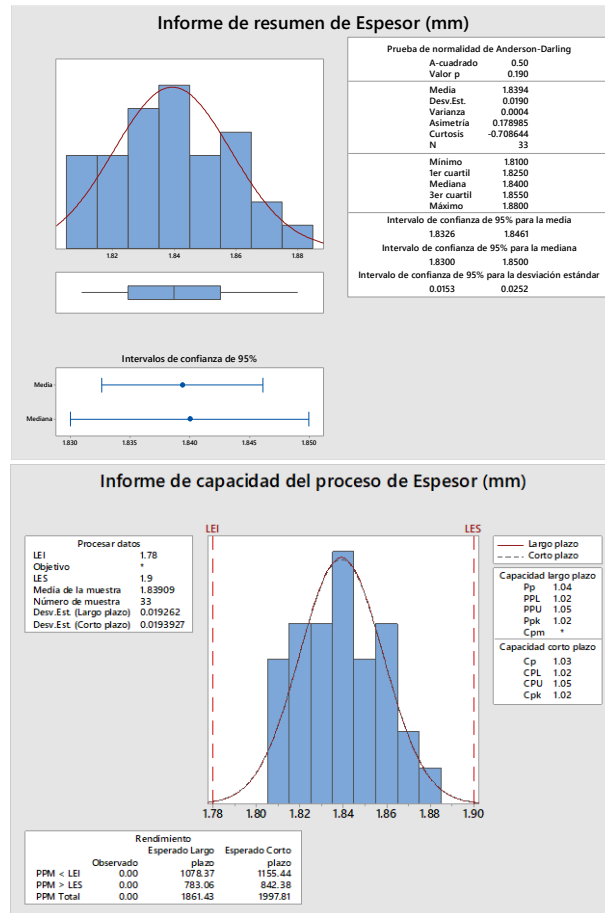 Informe de resumen de Espesor (mm)
Prueba de normalidad de Anderson-Darling
A-cuadrado 0.50
Valor p 0.190
Media 1.8394
Desv.Est. 0.0190
Varianza 0.0004
Asimetría 0.178985
Curtosis -0.708644
N 33
Mínimo 1.8100
1er cuartil 1.8250
Mediana 1.8400
3er cuartil 1.8550
Máximo 1.8800
Intervalo de confianza de 95% para la media
1.8326 1.8461
Intervalo de confianza de 95% para la mediana
1.8300 1.8500
Intervalo de confianza de 95% para la desviación estándar
0.0153 0.0252
1.82 1.84 1.86 1.88
Intervalos de confianza de 95%
Media
Mediana
1.830 1.835 1.840 1.845 1.850
Informe de capacidad del proceso de Espesor (mm)
LEI LES
Procesar datos
LEI 1.78
Objetivo *
LES 1.9
Media de la muestra 1.83909
Número de muestra 33
Desv.Est. (Largo plazo) 0.019262
Desv.Est. (Corto plazo) 0.0193927
Largo plazo
Corto plazo
Capacidad largo plazo
Pp 1.04
PPL 1.02
PPU 1.05
Ppk 1.02
Cpm *
Capacidad corto plazo
Cp 1.03
CPL 1.02
CPU 1.05
Cpk 1.02
1.78 1.80 1.82 1.84 1.86 1.88 1.90
Rendimiento
Esperado Largo Esperado Corto
Observado plazo plazo
PPM < LEI 0.00 1078.37 1155.44
PPM > LES 0.00 783.06 842.38
PPM Total 0.00 1861.43 1997.81